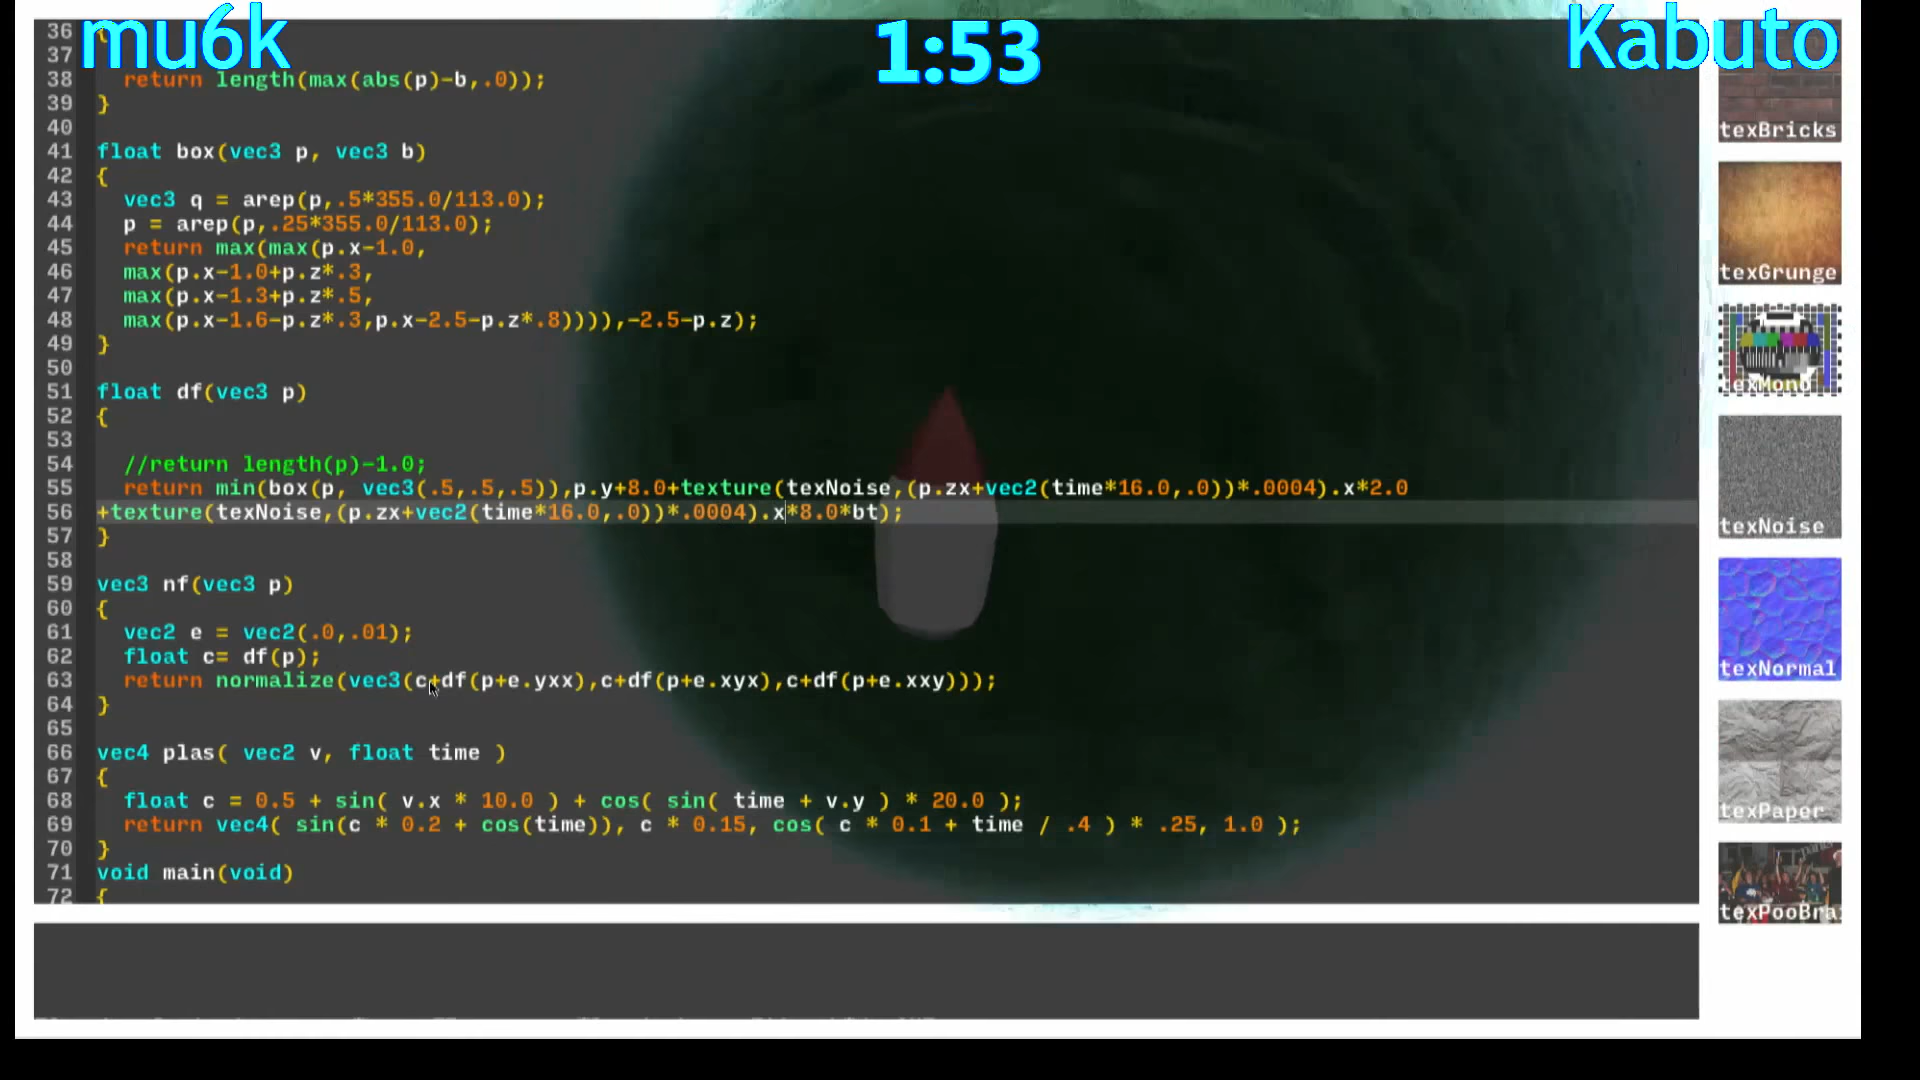 mu6k
1:53
Kabuto
36 {
37
38 return length(max(abs(p)-b,.0));
39 }
40
41 float box(vec3 p, vec3 b)
42 {
43 vec3 q = arep(p,.5*355.0/113.0);
44 p = arep(p,.25*355.0/113.0);
45 return max(max(p.x-1.0,
46 max(p.x-1.0+p.z*.3,
47 max(p.x-1.3+p.z*.5,
48 max(p.x-1.6-p.z*.3,p.x-2.5-p.z*.8)))),-2.5-p.z);
49 }
50
51 float df(vec3 p)
52 {
53
54 //return length(p)-1.0;
55 return min(box(p, vec3(.5,.5,.5)),p.y+8.0+texture(texNoise,(p.zx+vec2(time*16.0,.0))*.0004).x*2.0
56 +texture(texNoise,(p.zx+vec2(time*16.0,.0))*.0004).x*8.0*bt);
57 }
58
59 vec3 nf(vec3 p)
60 {
61 vec2 e = vec2(.0,.01);
62 float c= df(p);
63 return normalize(vec3(c+df(p+e.yxx),c+df(p+e.xyx),c+df(p+e.xxy)));
64 }
65
66 vec4 plas( vec2 v, float time )
67 {
68 float c = 0.5 + sin( v.x * 10.0 ) + cos( sin( time + v.y ) * 20.0 );
69 return vec4( sin(c * 0.2 + cos(time)), c * 0.15, cos( c * 0.1 + time / .4 ) * .25, 1.0 );
70 }
71 void main(void)
72 {
texBricks
texGrunge
texMono
texNoise
texNormal
texPaper
texPooBra